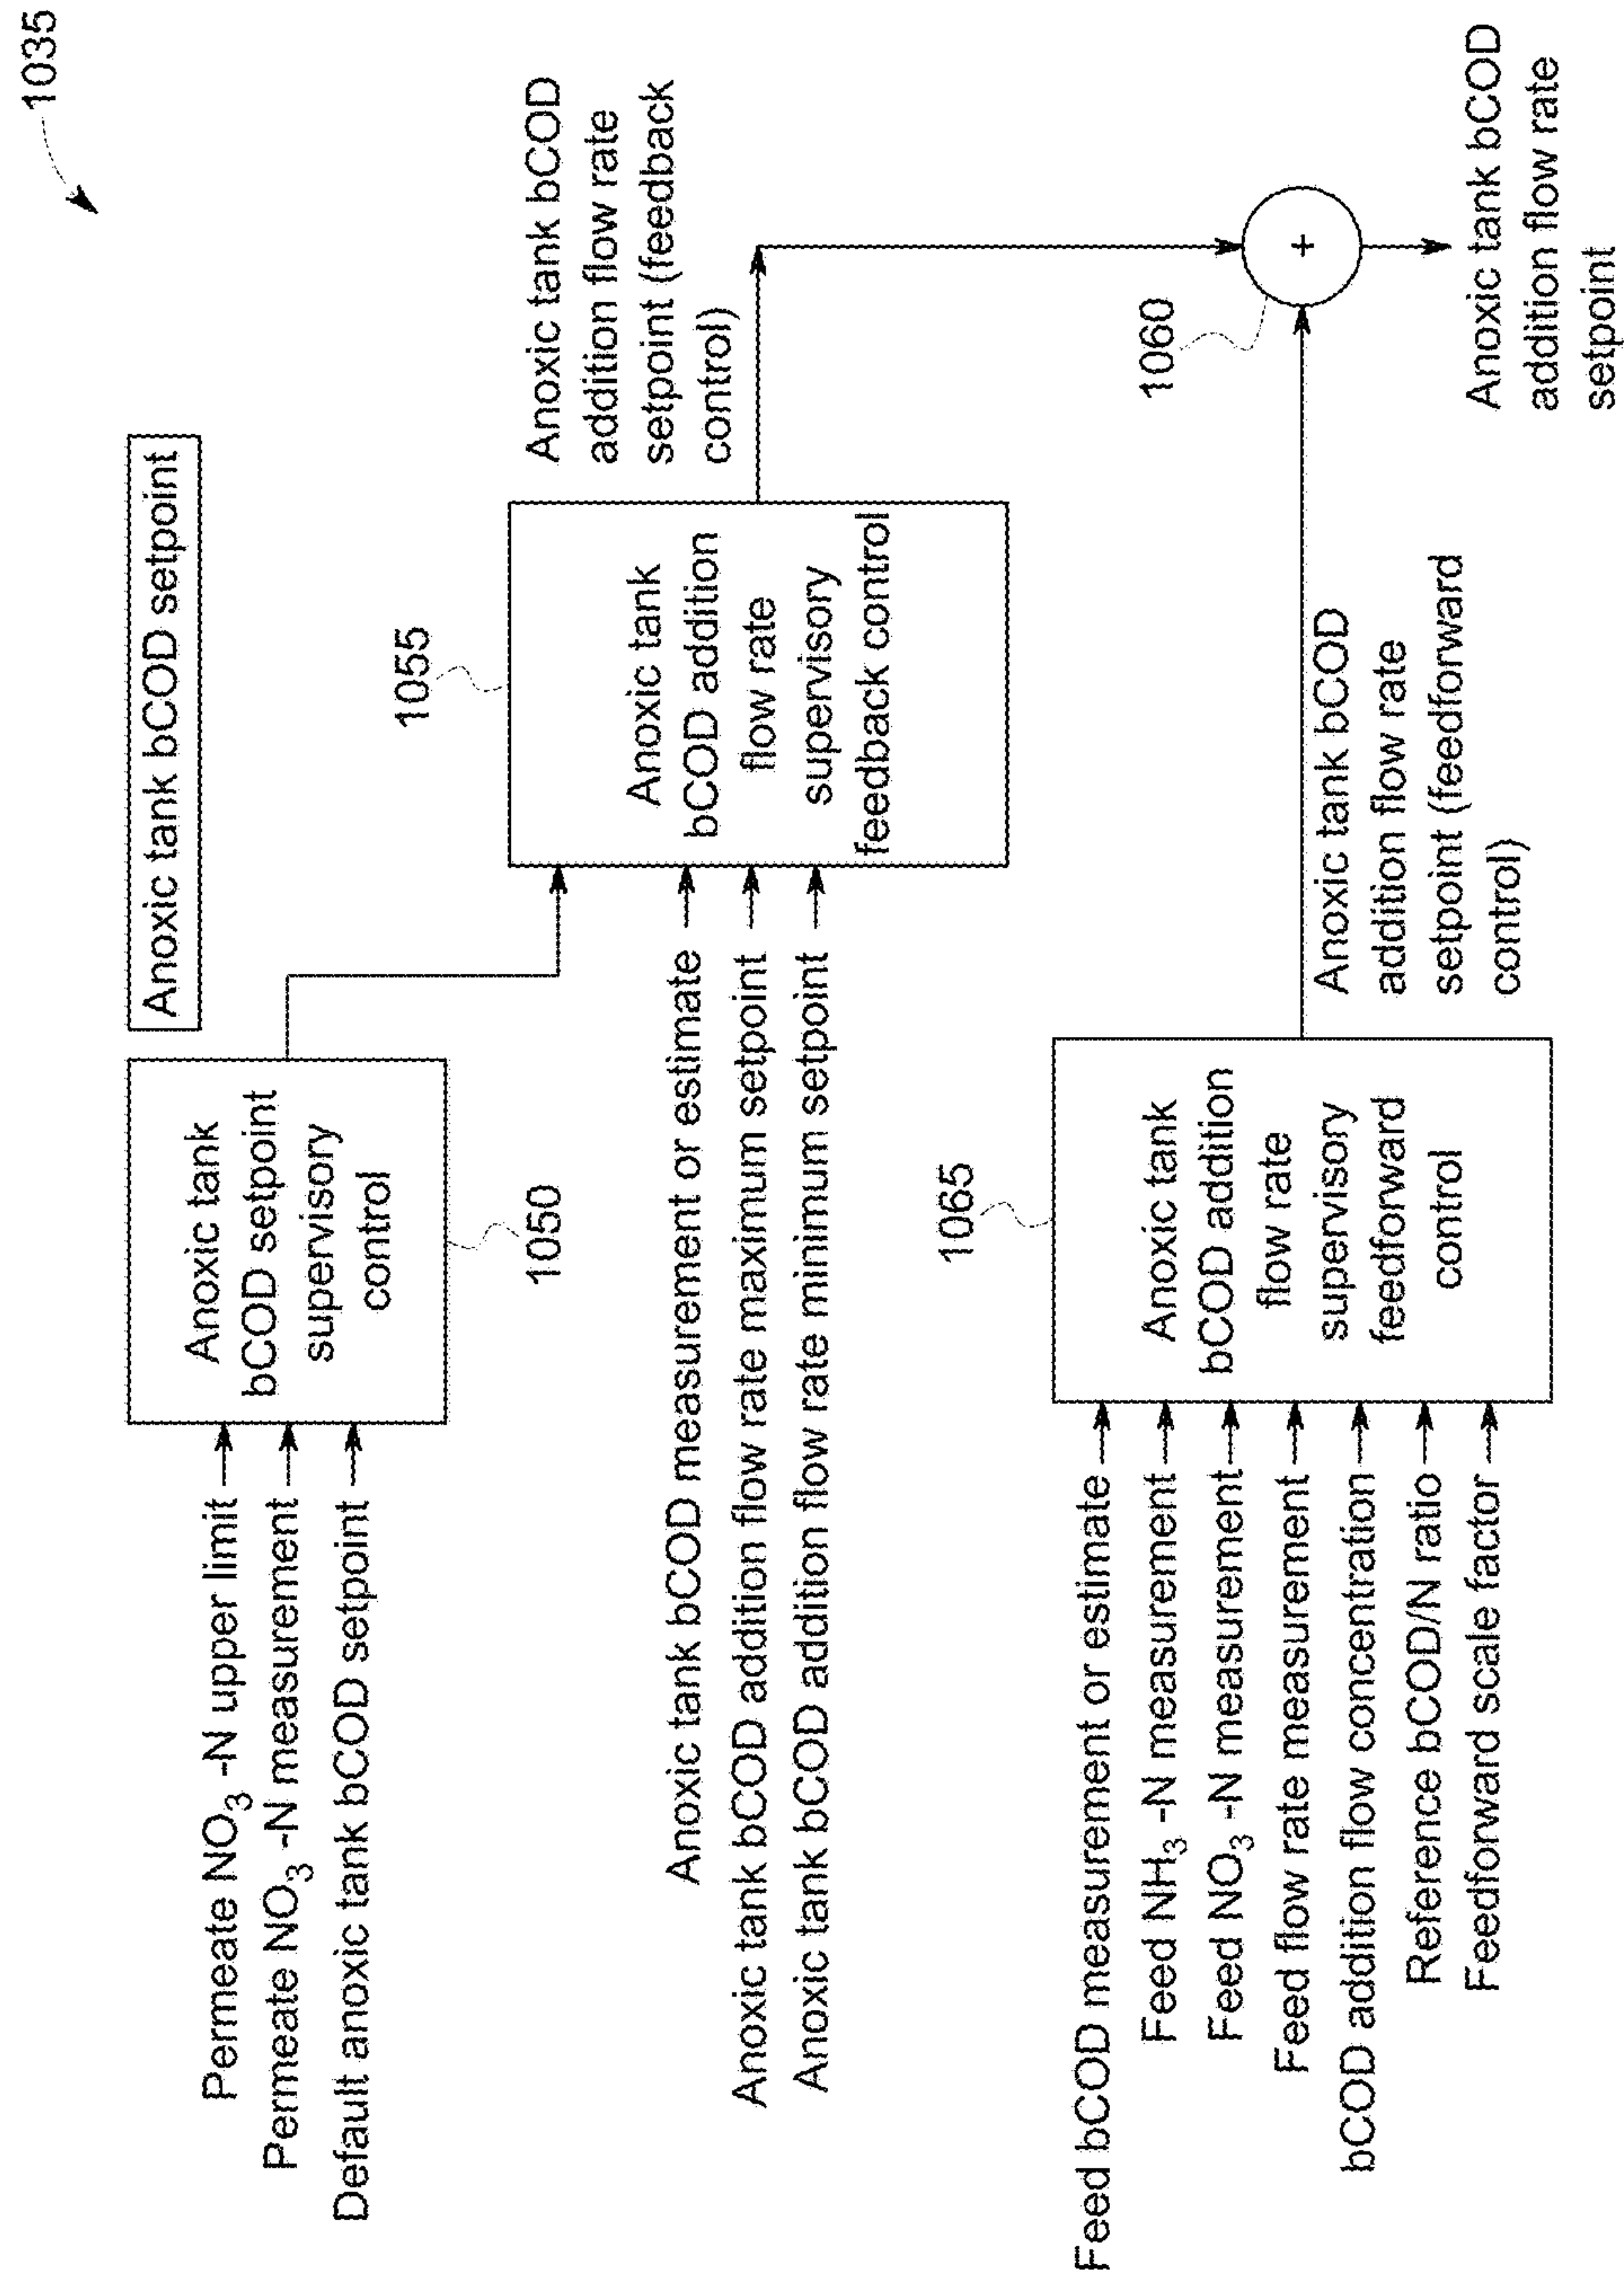 1035
Anoxic tank bCOD setpoint
Permeate NO3 -N upper limit
Permeate NO3 -N measurement
Default anoxic tank bCOD setpoint
Anoxic tank
bCOD setpoint
supervisory
control
1050
Anoxic tank bCOD measurement or estimate
Anoxic tank bCOD addition flow rate maximum setpoint
Anoxic tank bCOD addition flow rate minimum setpoint
1055
Anoxic tank
bCOD addition
flow rate
supervisory
feedback control
Anoxic tank bCOD
addition flow rate
setpoint (feedback
control)
Feed bCOD measurement or estimate
Feed NH3 -N measurement
Feed NO3 -N measurement
Feed flow rate measurement
bCOD addition flow concentration
Reference bCOD/N ratio
Feedforward scale factor
1065
Anoxic tank
bCOD addition
flow rate
supervisory
feedforward
control
Anoxic tank bCOD
addition flow rate
setpoint (feedforward
control)
1060
+
Anoxic tank bCOD
addition flow rate
setpoint